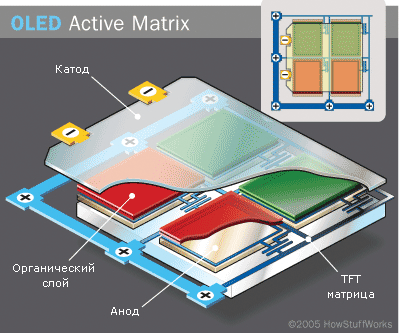 OLED Active Matrix
Катод
Органический
слой
Анод
TFT
матрица
©2005 HowStuffWorks